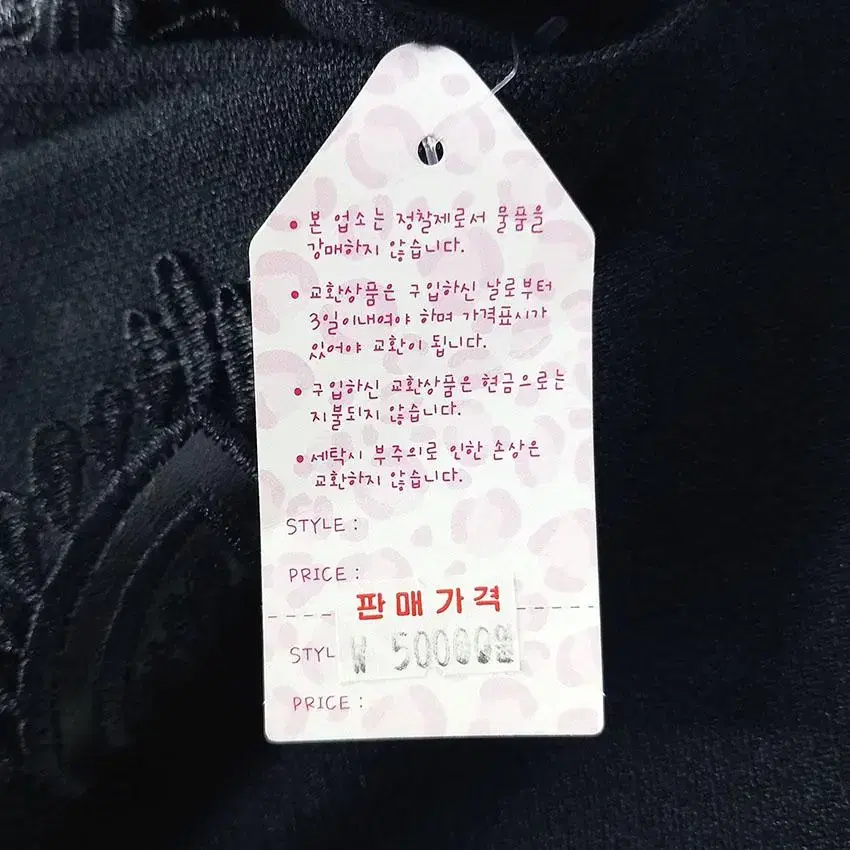 • 본 업소는 정찰제로서 물품을
강매하지 않습니다.
• 교환상품은 구입하신 날로부터
3일이내여야 하며 가격표시가
있어야 교환이 됩니다.
• 구입하신 교환상품은 현금으로는
지불되지 않습니다.
• 세탁시 부주의로 인한 손상은
교환하지 않습니다.
STYLE :
PRICE :
판매가격
STYL
₩ 50000원
PRICE :